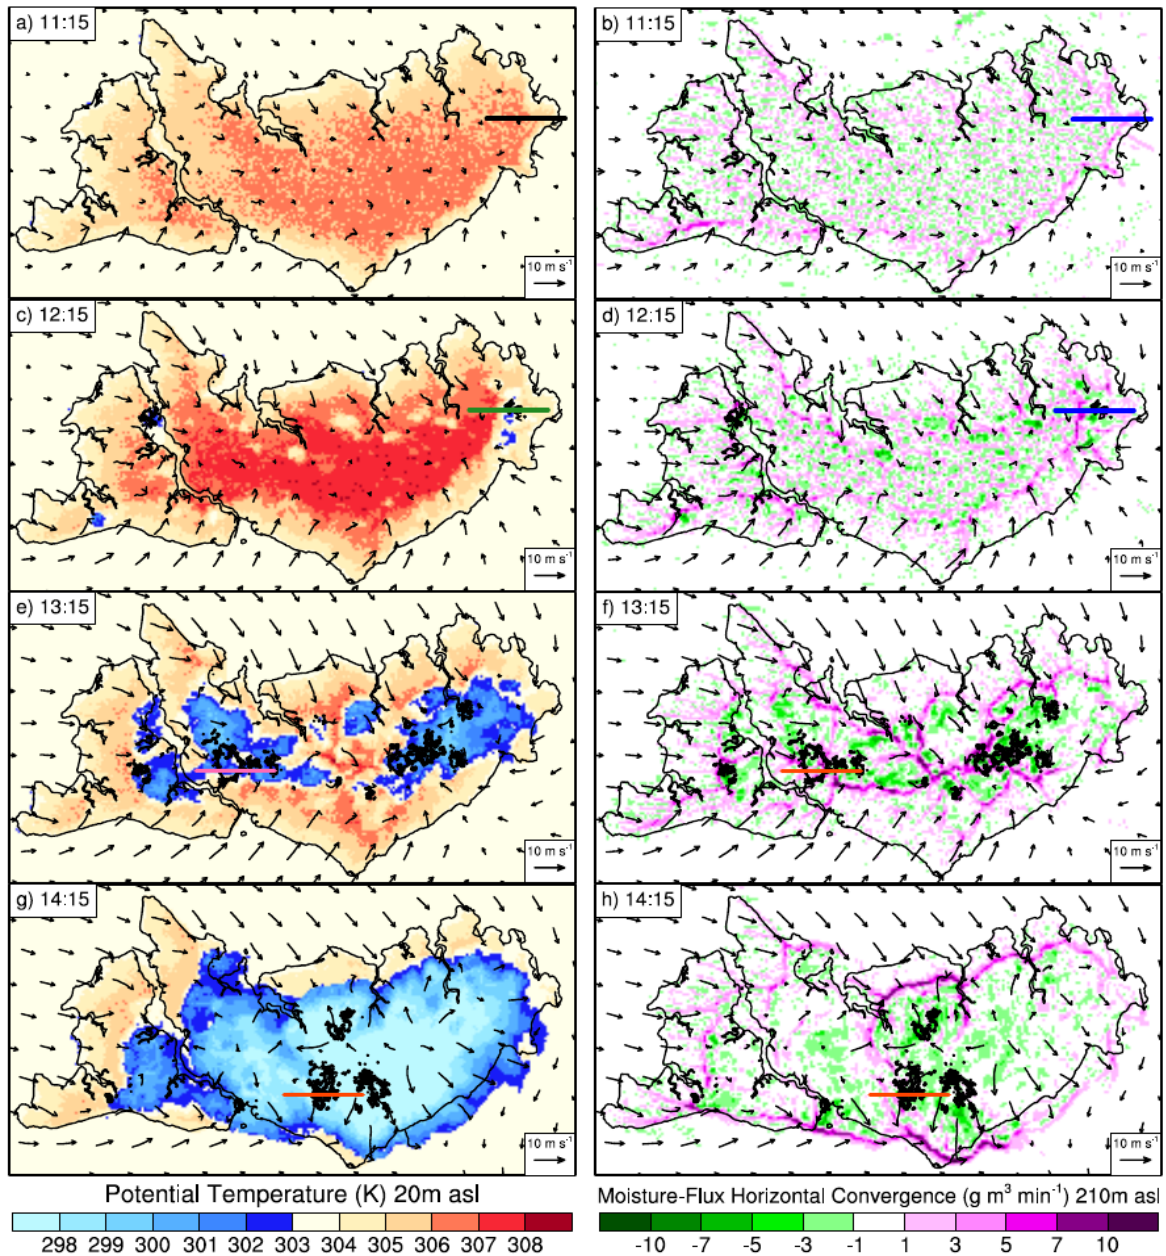 a) 11:15
b) 11:15
10 m s-1
10 m s-1
c) 12:15
d) 12:15
10 m s-1
10 m s-1
e) 13:15
f) 13:15
10 m s-1
10 m s-1
g) 14:15
h) 14:15
10 m s-1
10 m s-1
Potential Temperature (K) 20m asl
Moisture-Flux Horizontal Convergence (g m³ min⁻¹) 210m asl
298 299 300 301 302 303 304 305 306 307 308
-10 -7 -5 -3 -1 1 3 5 7 10